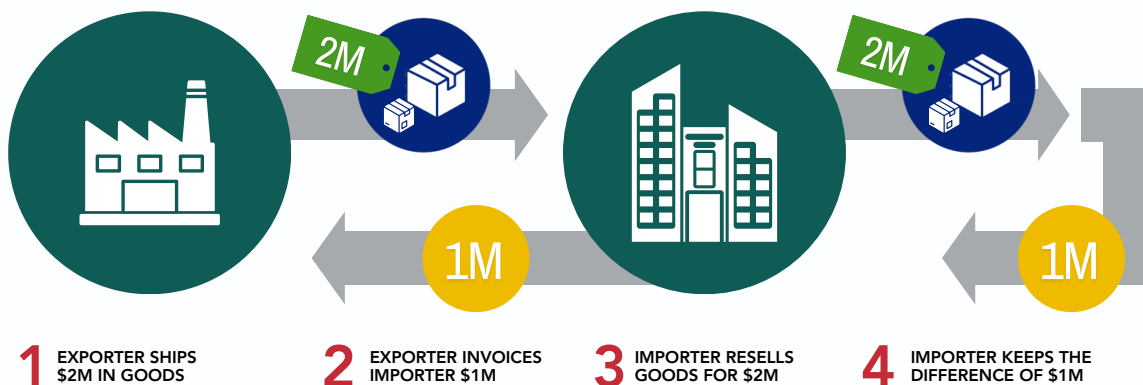 2M
2M
1M
1M
1 EXPORTER SHIPS
$2M IN GOODS
2 EXPORTER INVOICES
IMPORTER $1M
3 IMPORTER RESELLS
GOODS FOR $2M
4 IMPORTER KEEPS THE
DIFFERENCE OF $1M